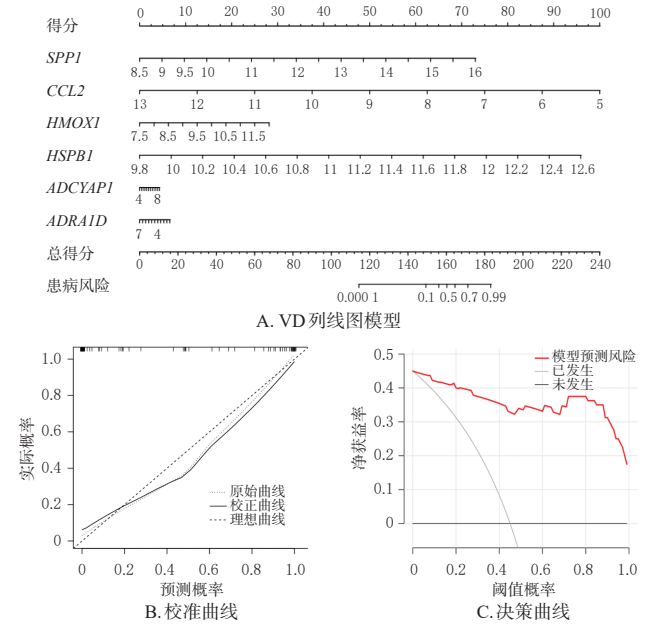 得分 0 10 20 30 40 50 60 70 80 90 100
SPP1
8.5 9 9.5 10 11 12 13 14 15 16
CCL2
13 12 11 10 9 8 7 6 5
HMOX1
7.5 8.5 9.5 10.5 11.5
HSPB1
9.8 10 10.2 10.4 10.6 10.8 11 11.2 11.4 11.6 11.8 12 12.2 12.4 12.6
ADCYAP1
4 8
ADRA1D
7 4
总得分
0 20 40 60 80 100 120 140 160 180 200 220 240
患病风险
0.000 1 0.1 0.5 0.7 0.99
A. VD列线图模型
实际概率
1.0
0.8
0.6
0.4
0.2
0
原始曲线
校正曲线
理想曲线
0 0.2 0.4 0.6 0.8 1.0
预测概率
B.校准曲线
净获益率
0.5
0.4
0.3
0.2
0.1
0
模型预测风险
已发生
未发生
0 0.2 0.4 0.6 0.8 1.0
阈值概率
C.决策曲线